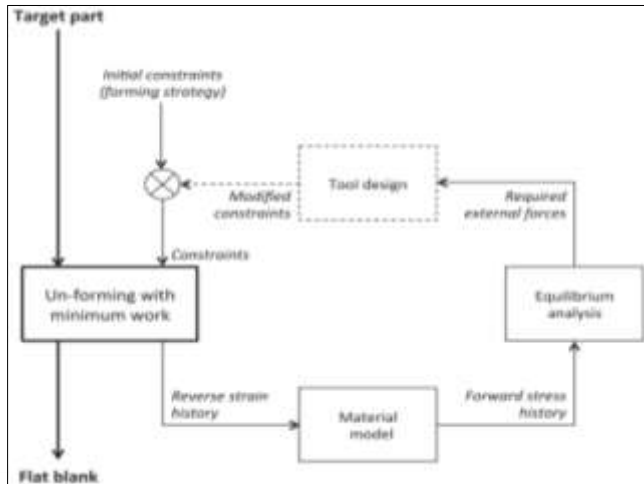 Target part
Initial constraints
(forming strategy)
Tool design
Modified
constraints
Required
external forces
Constraints
Un-forming with
minimum work
Equilibrium
analysis
Reverse strain
history
Material
model
Forward stress
history
Flat blank